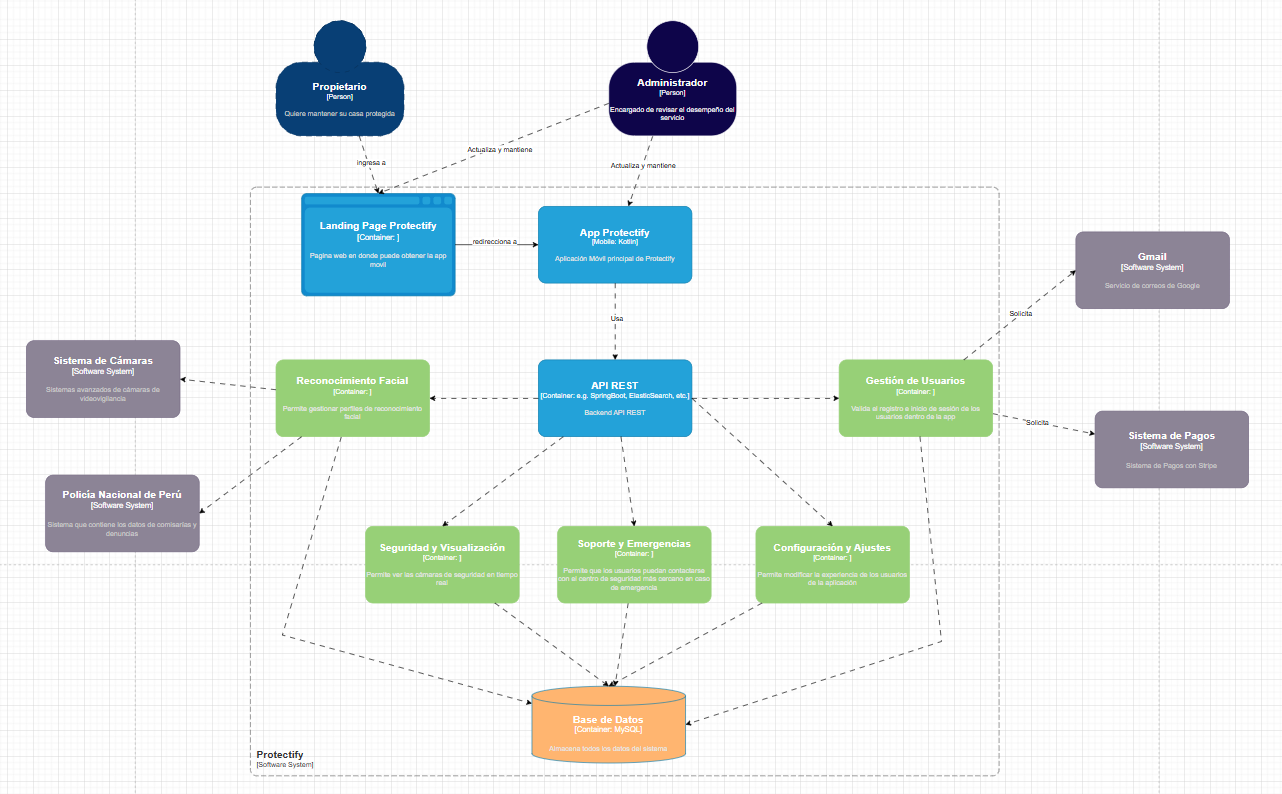 Propietario
[Person]
Quiere mantener su casa protegida
Administrador
[Person]
Encargado de revisar el desempeño del
servicio
Ingresa a
Actualiza y mantiene
Actualiza y mantiene
Landing Page Protectify
[Container: ]
Pagina web en donde puede obtener la app
movil
redirecciona a
App Protectify
[Mobile: Kotlin]
Aplicación Móvil principal de Protectify
Gmail
[Software System]
Servicio de correos de Google
Usa
Solicita
Sistema de Cámaras
[Software System]
Sistemas avanzados de cámaras de
videovigilancia
Reconocimiento Facial
[Container: ]
Permite gestionar perfiles de reconocimiento
facial
API REST
[Container: e.g. SpringBoot, ElasticSearch, etc.]
Backend API REST
Gestión de Usuarios
[Container: ]
Valida el registro e inicio de sesión de los
usuarios dentro de la app
Solicita
Sistema de Pagos
[Software System]
Sistema de Pagos con Stripe
Policia Nacional de Perú
[Software System]
Sistema que contiene los datos de comisarías y
denuncias
Seguridad y Visualización
[Container: ]
Permite ver las cámaras de seguridad en tiempo
real
Soporte y Emergencias
[Container: ]
Permite que los usuarios puedan contactarse
con el centro de seguridad más cercano en caso
de emergencia
Configuración y Ajustes
[Container: ]
Permite modificar la experiencia de los usuarios
de la aplicación
Base de Datos
[Container: MySQL]
Almacena todos los datos del sistema
Protectify
[Software System]